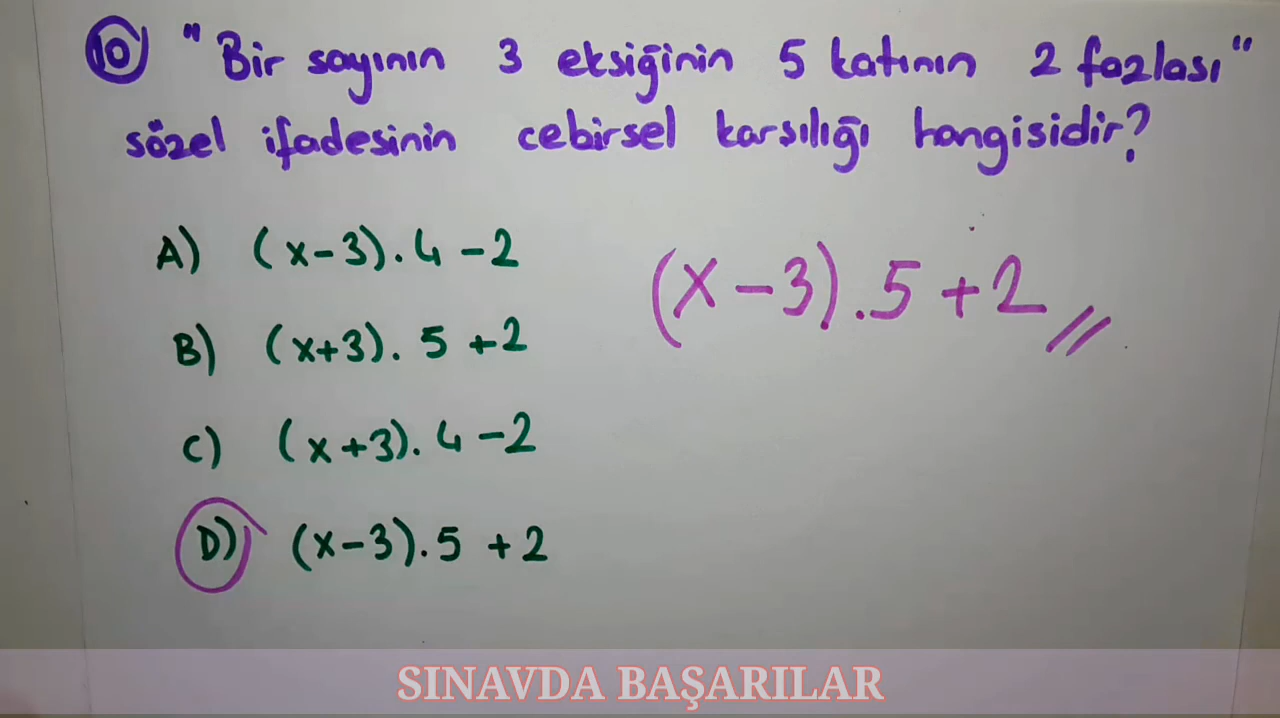 10 "Bir sayının 3 eksiğinin 5 katının 2 fazlası"
sözel ifadesinin cebirsel karsılığı hangisidir?
A) (x-3).4-2
(x-3).5+2
B) (x+3).5+2
C) (x+3).4-2
D) (x-3).5+2
SINAVDA BAŞARILAR